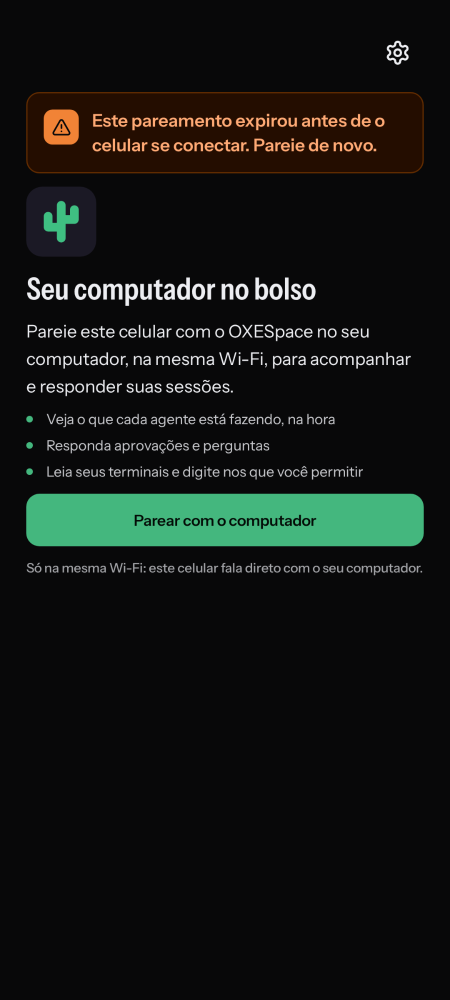 Este pareamento expirou antes de o
celular se conectar. Pareie de novo.
Seu computador no bolso
Pareie este celular com o OXESpace no seu
computador, na mesma Wi-Fi, para acompanhar
e responder suas sessões.
Veja o que cada agente está fazendo, na hora
Responda aprovações e perguntas
Leia seus terminais e digite nos que você permitir
Parear com o computador
Só na mesma Wi-Fi: este celular fala direto com o seu computador.